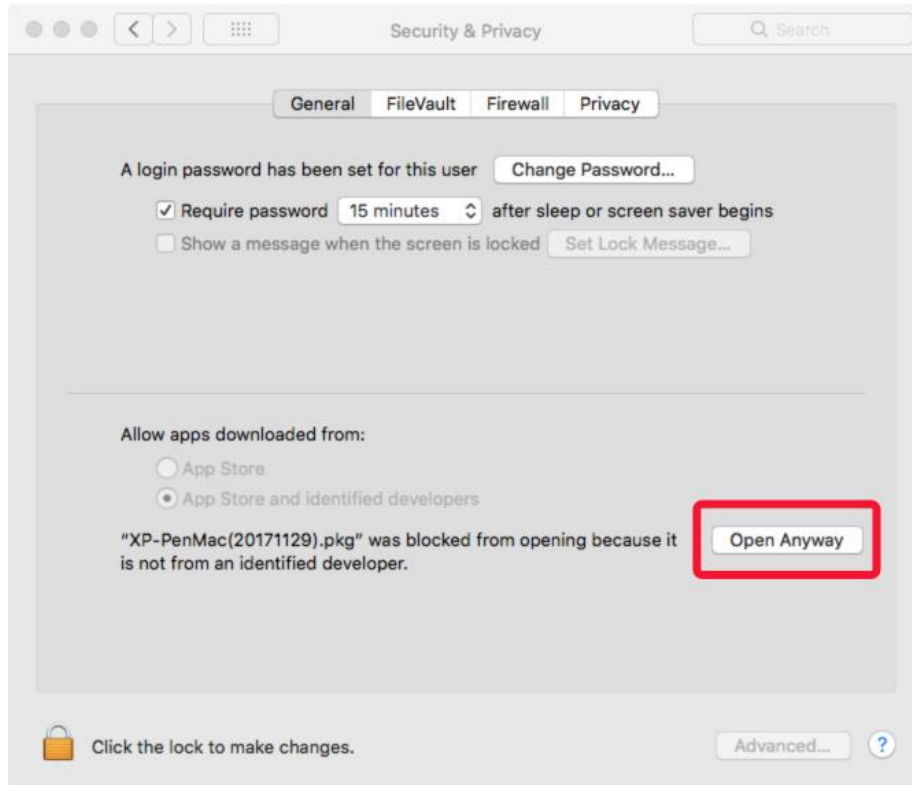 Security & Privacy
Search
General FileVault Firewall Privacy
A login password has been set for this user Change Password...
Require password 15 minutes after sleep or screen saver begins
Show a message when the screen is locked Set Lock Message...
Allow apps downloaded from:
App Store
App Store and identified developers
"XP-PenMac(20171129).pkg" was blocked from opening because it Open Anyway
is not from an identified developer.
Click the lock to make changes. Advanced... ?